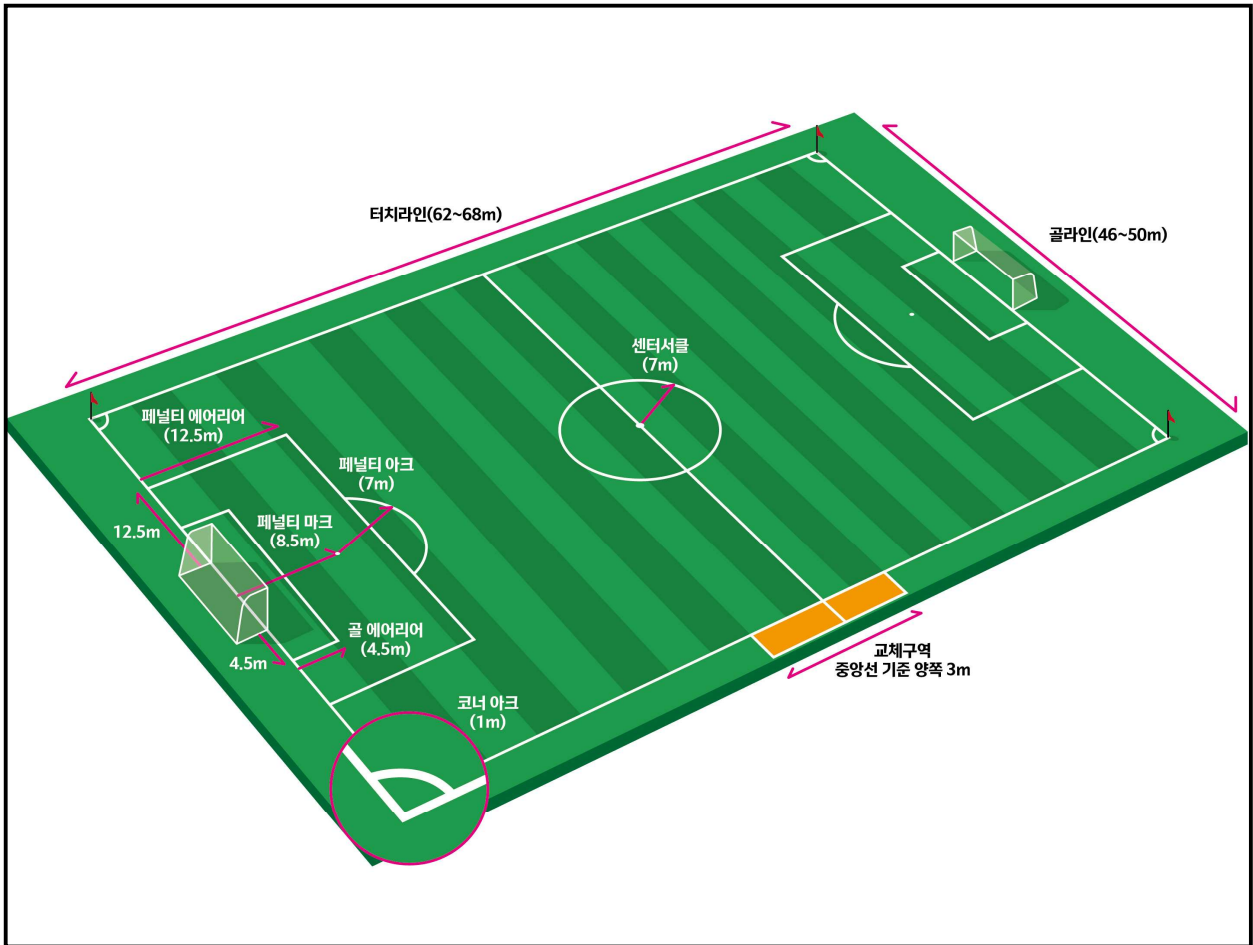 터치라인(62~68m)
골라인(46~50m)
센터서클
(7m)
페널티 에어리어
(12.5m)
페널티 아크
(7m)
페널티 마크
(8.5m)
12.5m
골 에어리어
(4.5m)
4.5m
교체구역
중앙선 기준 양쪽 3m
코너 아크
(1m)